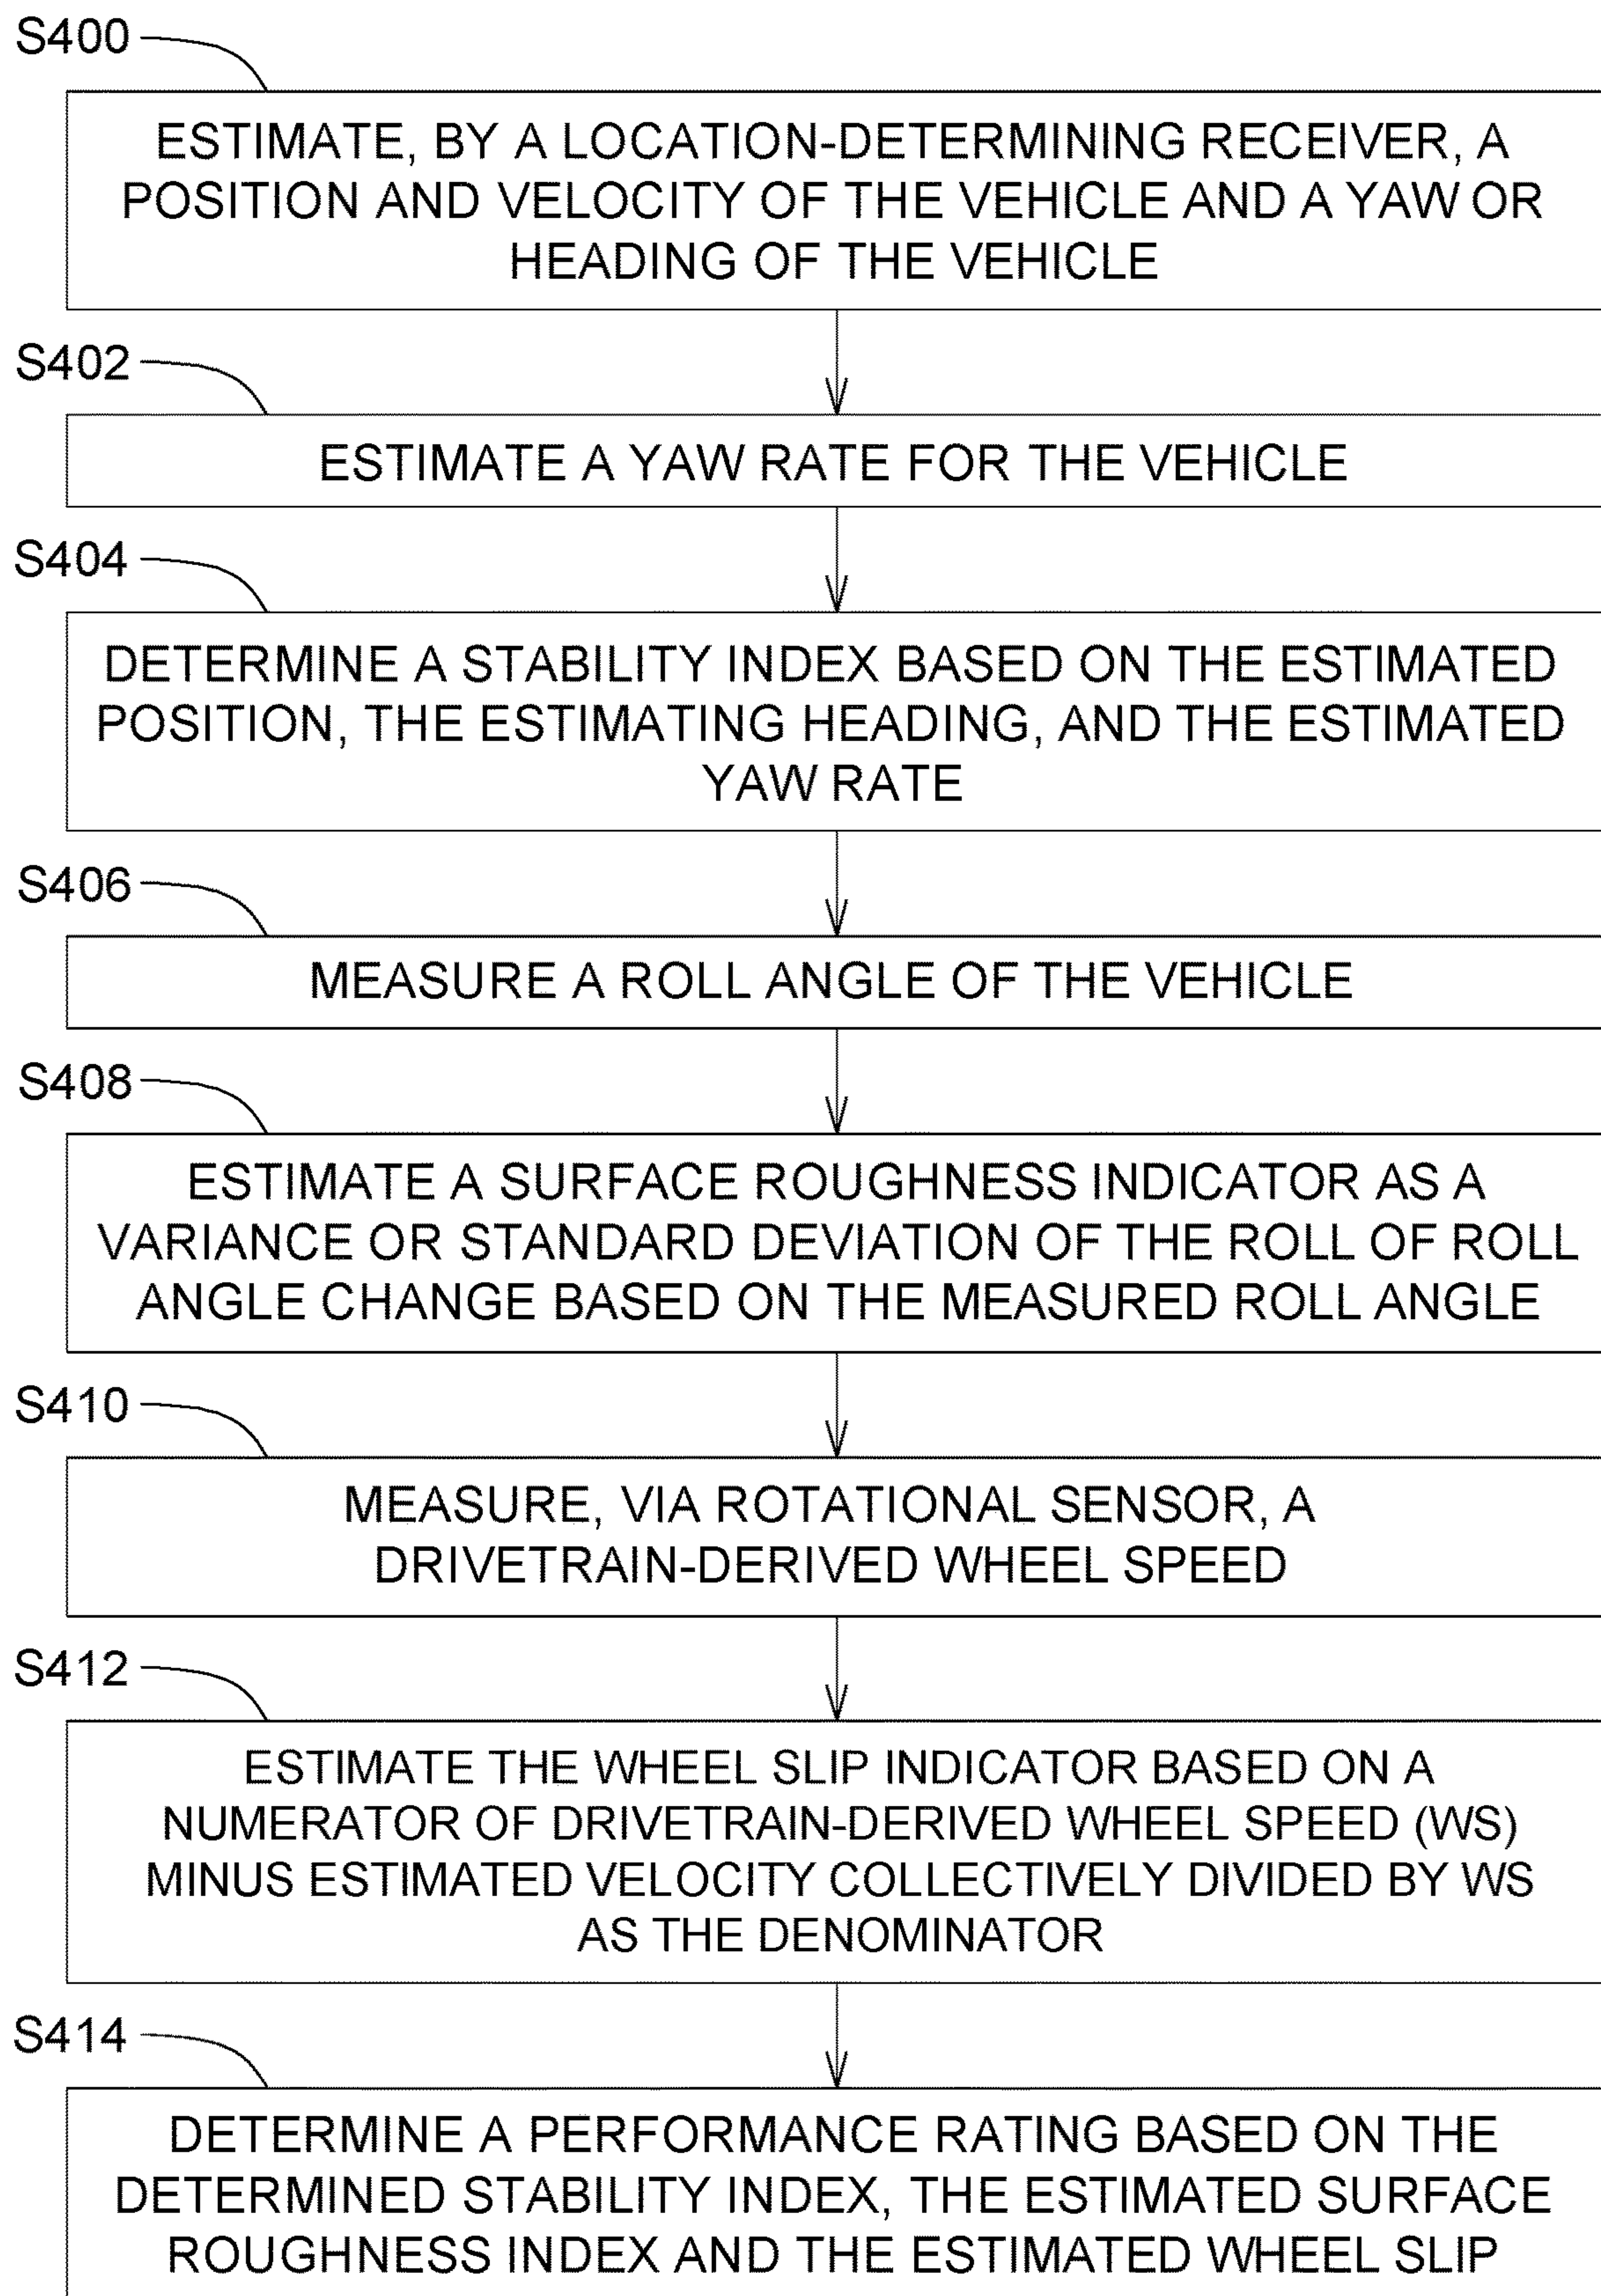 S400
ESTIMATE, BY A LOCATION-DETERMINING RECEIVER, A
POSITION AND VELOCITY OF THE VEHICLE AND A YAW OR
HEADING OF THE VEHICLE
S402
ESTIMATE A YAW RATE FOR THE VEHICLE
S404
DETERMINE A STABILITY INDEX BASED ON THE ESTIMATED
POSITION, THE ESTIMATING HEADING, AND THE ESTIMATED
YAW RATE
S406
MEASURE A ROLL ANGLE OF THE VEHICLE
S408
ESTIMATE A SURFACE ROUGHNESS INDICATOR AS A
VARIANCE OR STANDARD DEVIATION OF THE ROLL OF ROLL
ANGLE CHANGE BASED ON THE MEASURED ROLL ANGLE
S410
MEASURE, VIA ROTATIONAL SENSOR, A
DRIVETRAIN-DERIVED WHEEL SPEED
S412
ESTIMATE THE WHEEL SLIP INDICATOR BASED ON A
NUMERATOR OF DRIVETRAIN-DERIVED WHEEL SPEED (WS)
MINUS ESTIMATED VELOCITY COLLECTIVELY DIVIDED BY WS
AS THE DENOMINATOR
S414
DETERMINE A PERFORMANCE RATING BASED ON THE
DETERMINED STABILITY INDEX, THE ESTIMATED SURFACE
ROUGHNESS INDEX AND THE ESTIMATED WHEEL SLIP